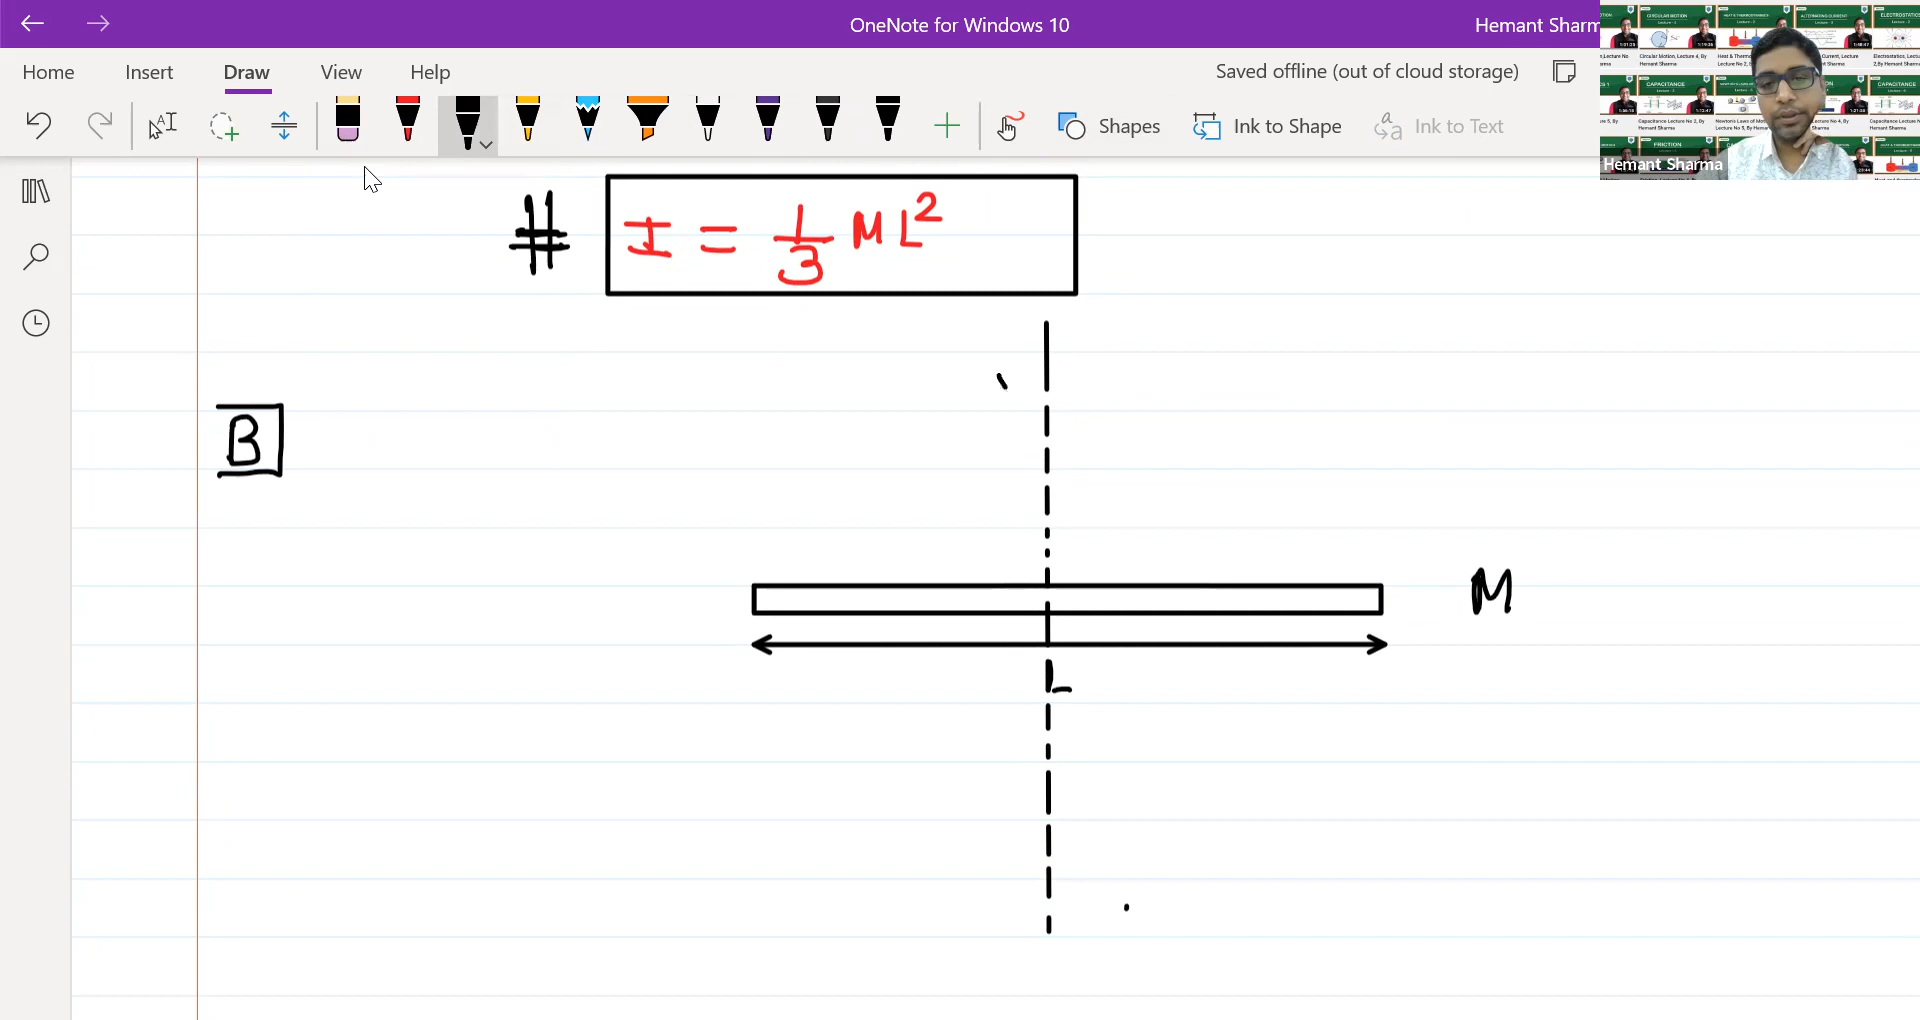 OneNote for Windows 10
Hemant Sharm
Home Insert Draw View Help
Saved offline (out of cloud storage)
Shapes Ink to Shape Ink to Text
Hemant Sharma
# I = 1/3 ML²
B
M
L